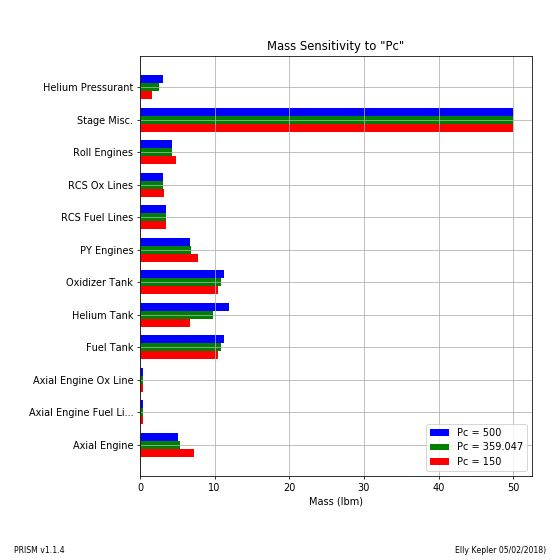 Mass Sensitivity to "Pc"
Helium Pressurant
Stage Misc.
Roll Engines
RCS Ox Lines
RCS Fuel Lines
PY Engines
Oxidizer Tank
Helium Tank
Fuel Tank
Axial Engine Ox Line
Axial Engine Fuel Li...
Axial Engine
Pc = 500
Pc = 359.047
Pc = 150
0 10 20 30 40 50
Mass (lbm)
PRISM v1.1.4
Elly Kepler 05/02/2018)